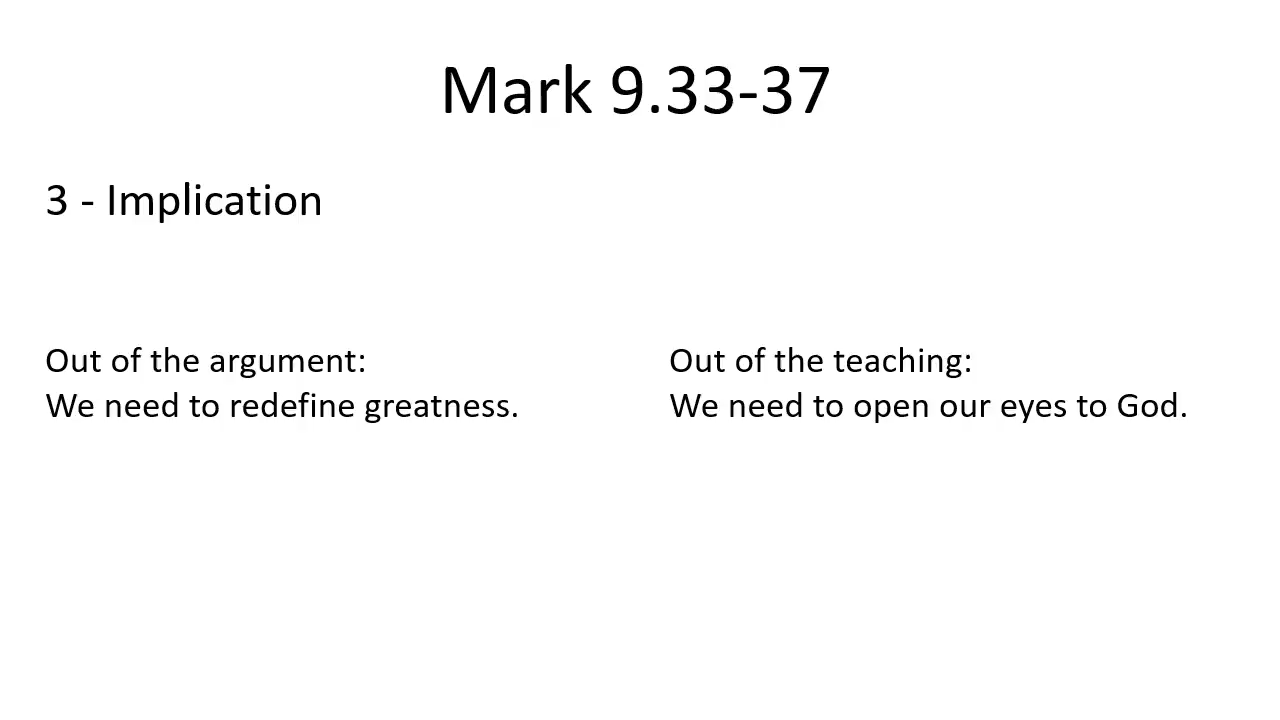 Mark 9.33-37
3 - Implication
Out of the argument:
We need to redefine greatness.
Out of the teaching:
We need to open our eyes to God.